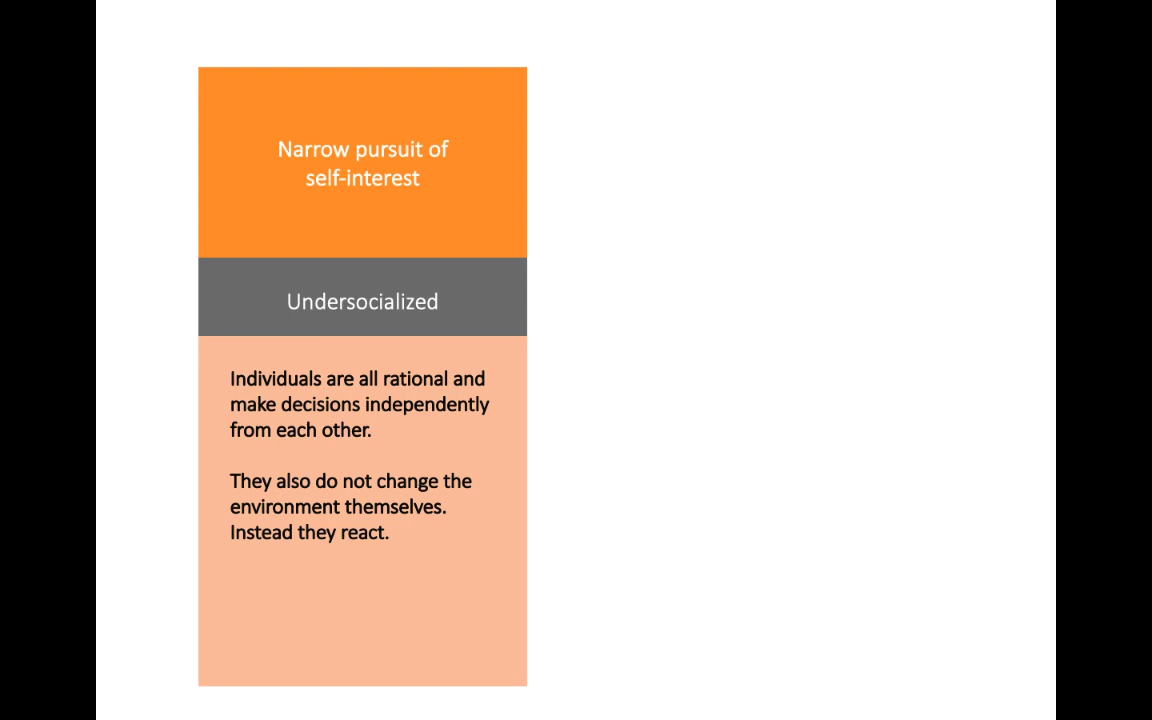 Narrow pursuit of
self-interest
Undersocialized
Individuals are all rational and
make decisions independently
from each other.
They also do not change the
environment themselves.
Instead they react.